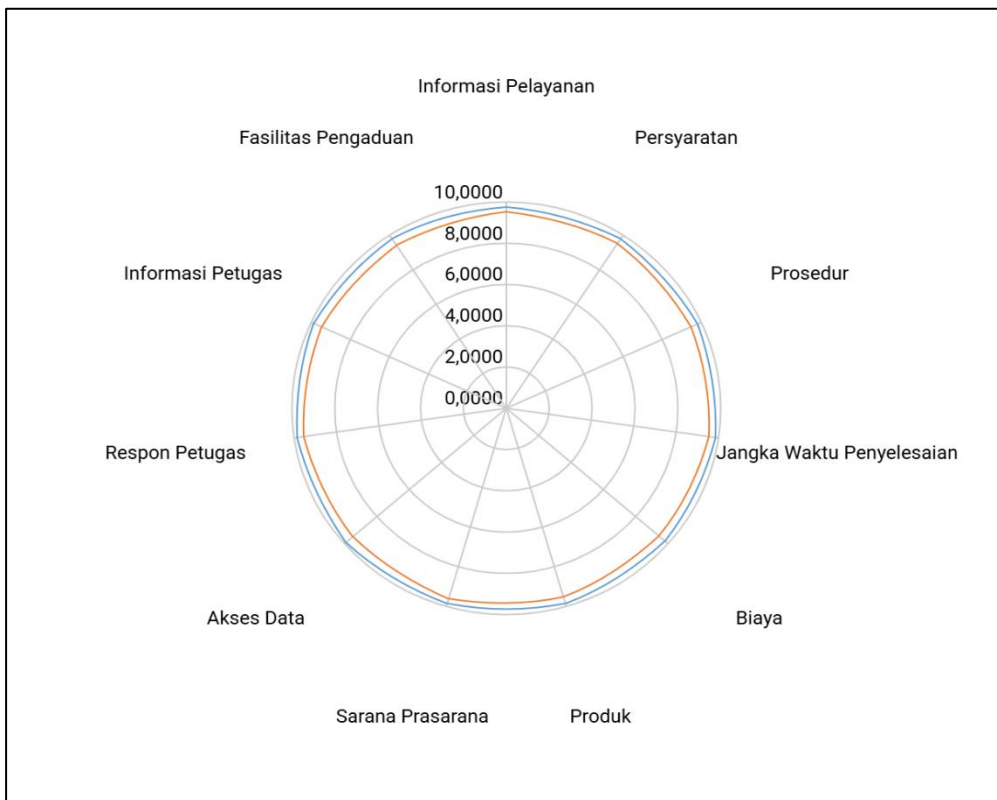 Informasi Pelayanan
Fasilitas Pengaduan
Persyaratan
10,0000
8,0000
6,0000
4,0000
2,0000
0,0000
Informasi Petugas
Prosedur
Respon Petugas
Jangka Waktu Penyelesaian
Akses Data
Biaya
Sarana Prasarana
Produk